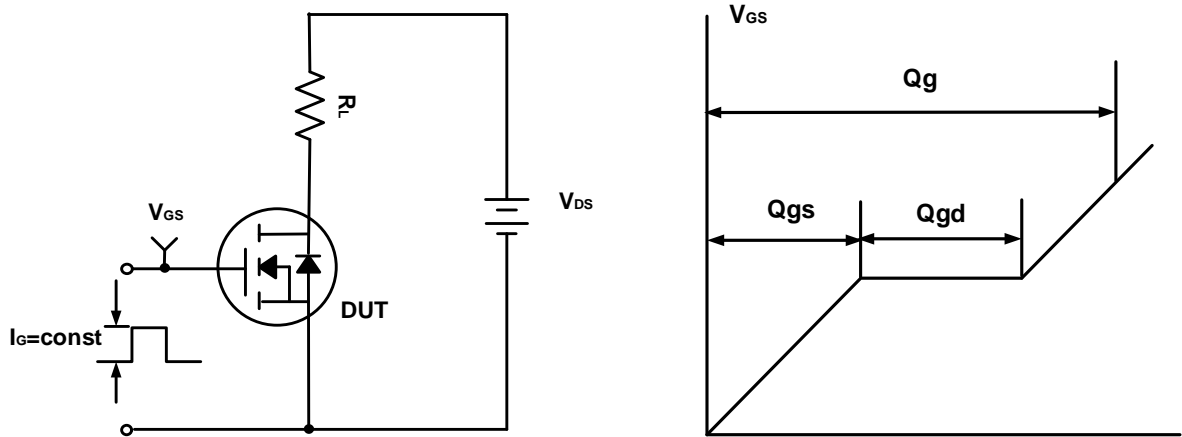 RL
VDS
VGS
DUT
IG=const
VGS
Qg
Qgs
Qgd